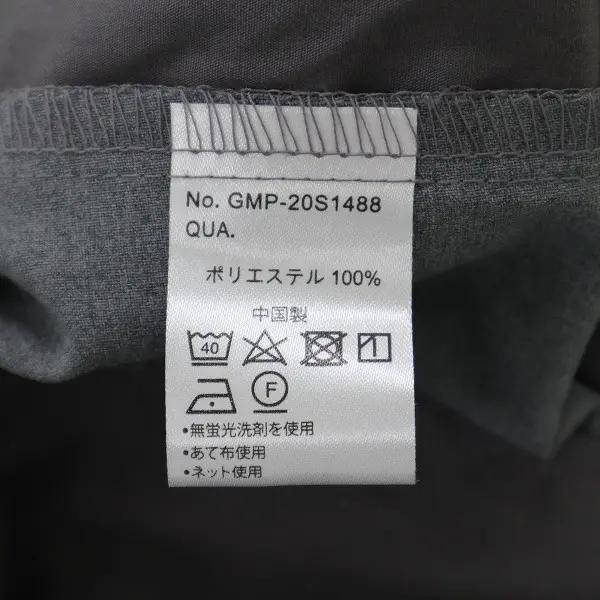 No. GMP-20S1488
QUA.
ポリエステル 100%
中国製
40
F
•無蛍光洗剤を使用
•あて布使用
•ネット使用